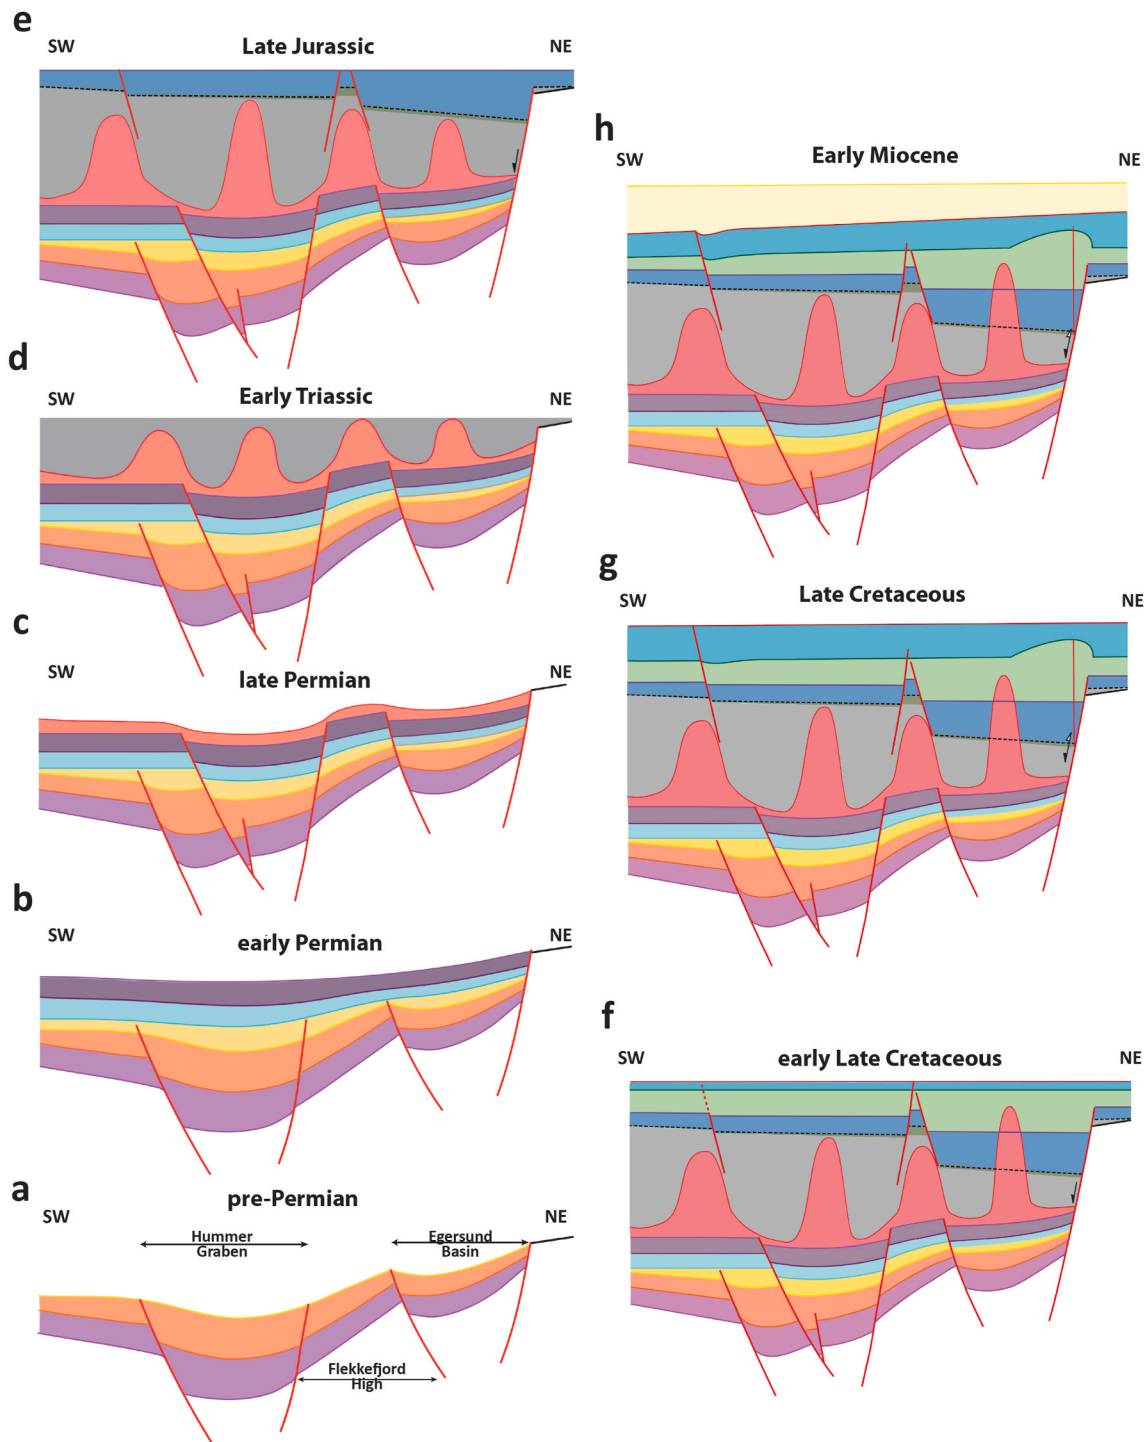 e
SW
Late Jurassic
NE
d
SW
Early Triassic
NE
c
SW
late Permian
NE
b
SW
early Permian
NE
a
SW
pre-Permian
NE
Hummer
Graben
Egersund
Basin
Flekkefjord
High
h
SW
Early Miocene
NE
g
SW
Late Cretaceous
NE
f
SW
early Late Cretaceous
NE